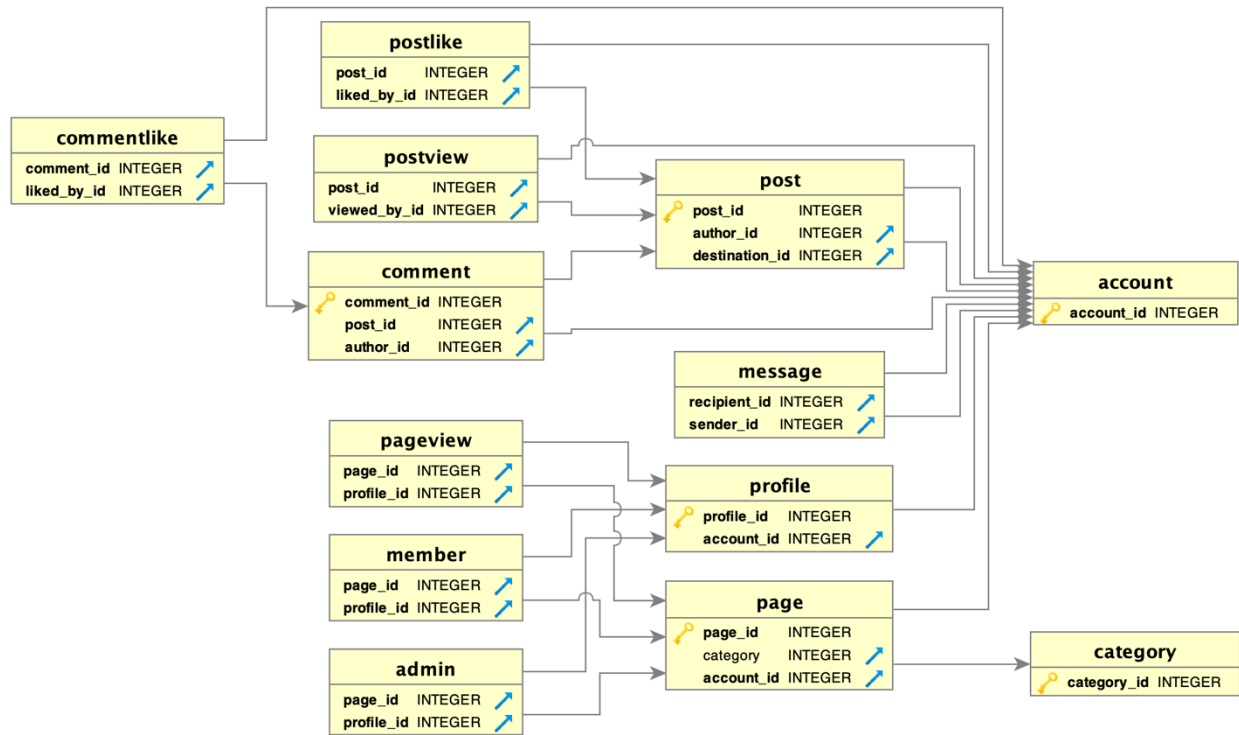 postlike
post_id INTEGER
liked_by_id INTEGER
commentlike
comment_id INTEGER
liked_by_id INTEGER
postview
post_id INTEGER
viewed_by_id INTEGER
post
post_id INTEGER
author_id INTEGER
destination_id INTEGER
comment
comment_id INTEGER
post_id INTEGER
author_id INTEGER
account
account_id INTEGER
message
recipient_id INTEGER
sender_id INTEGER
pageview
page_id INTEGER
profile_id INTEGER
profile
profile_id INTEGER
account_id INTEGER
member
page_id INTEGER
profile_id INTEGER
page
page_id INTEGER
category INTEGER
account_id INTEGER
category
category_id INTEGER
admin
page_id INTEGER
profile_id INTEGER